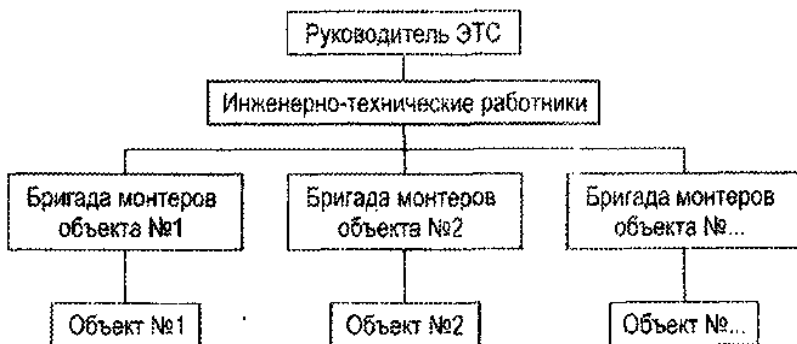 Руководитель ЭТС
Инженерно-технические работники
Бригада монтеров
объекта №1
Бригада монтеров
объекта №2
Бригада монтеров
объекта №...
Объект №1
Объект №2
Объект №...